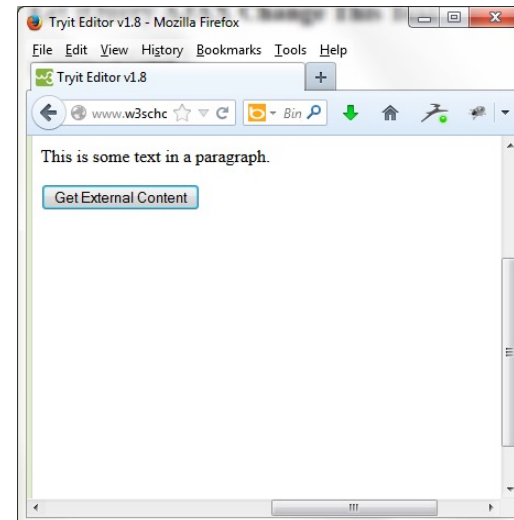 Tryit Editor v1.8 - Mozilla Firefox
File Edit View History Bookmarks Tools Help
Tryit Editor v1.8
www.w3schc
Bin
This is some text in a paragraph.
Get External Content